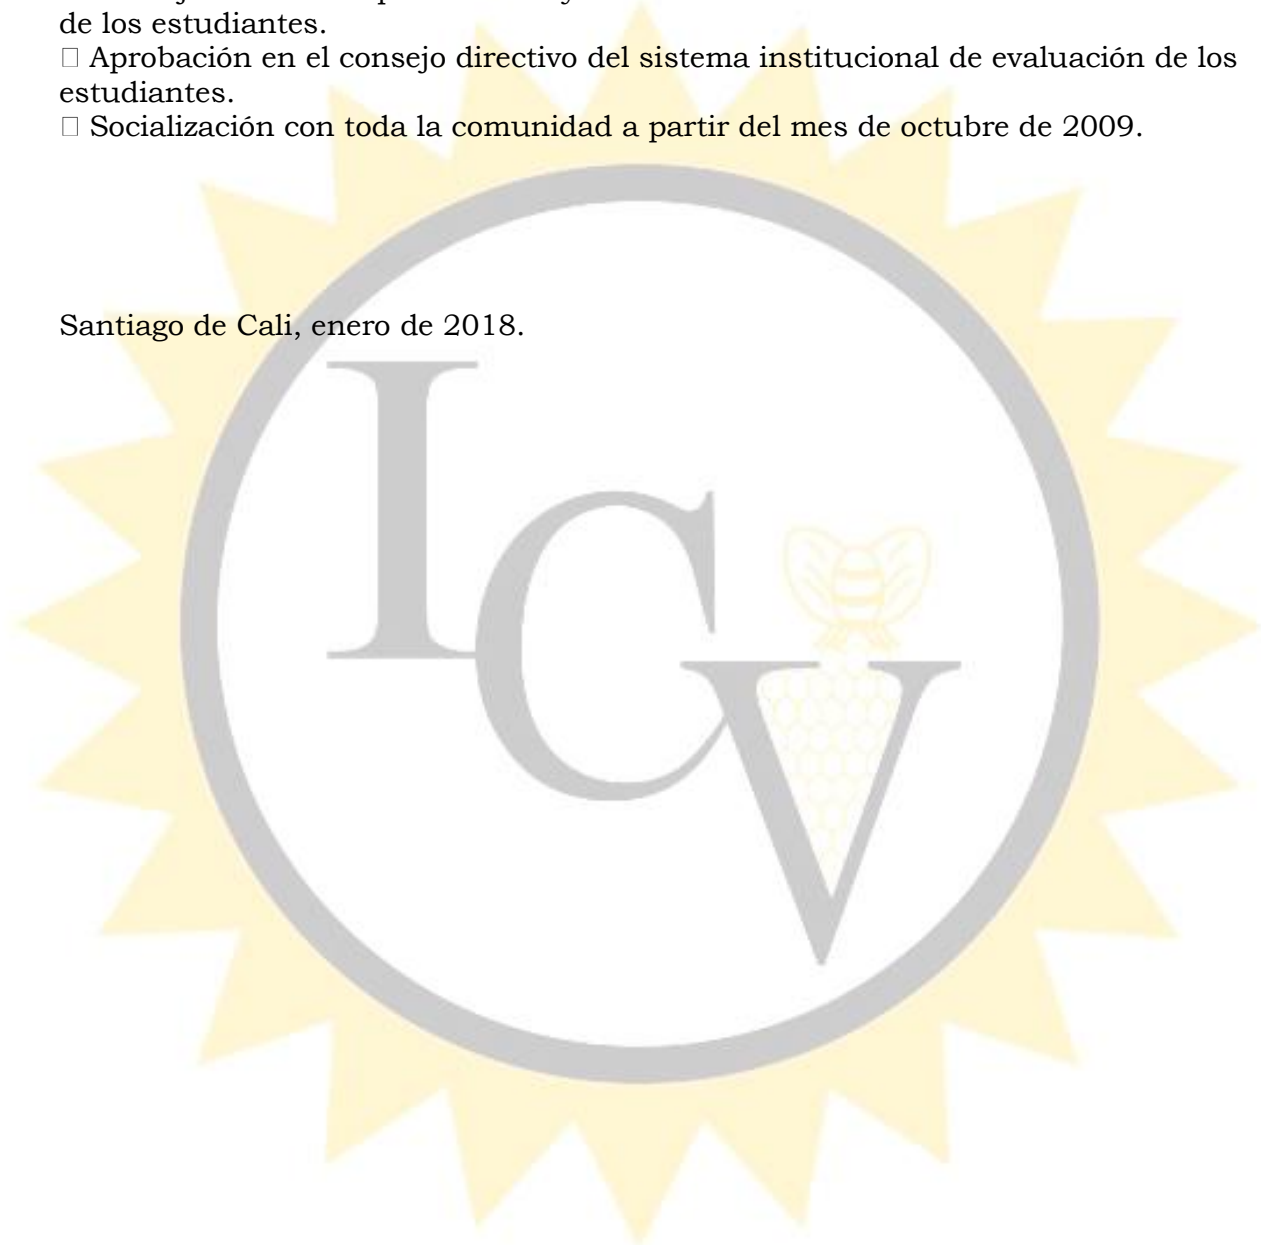 de los estudiantes.
□ Aprobación en el consejo directivo del sistema institucional de evaluación de los
estudiantes.
□ Socialización con toda la comunidad a partir del mes de octubre de 2009.
Santiago de Cali, enero de 2018.
ICV